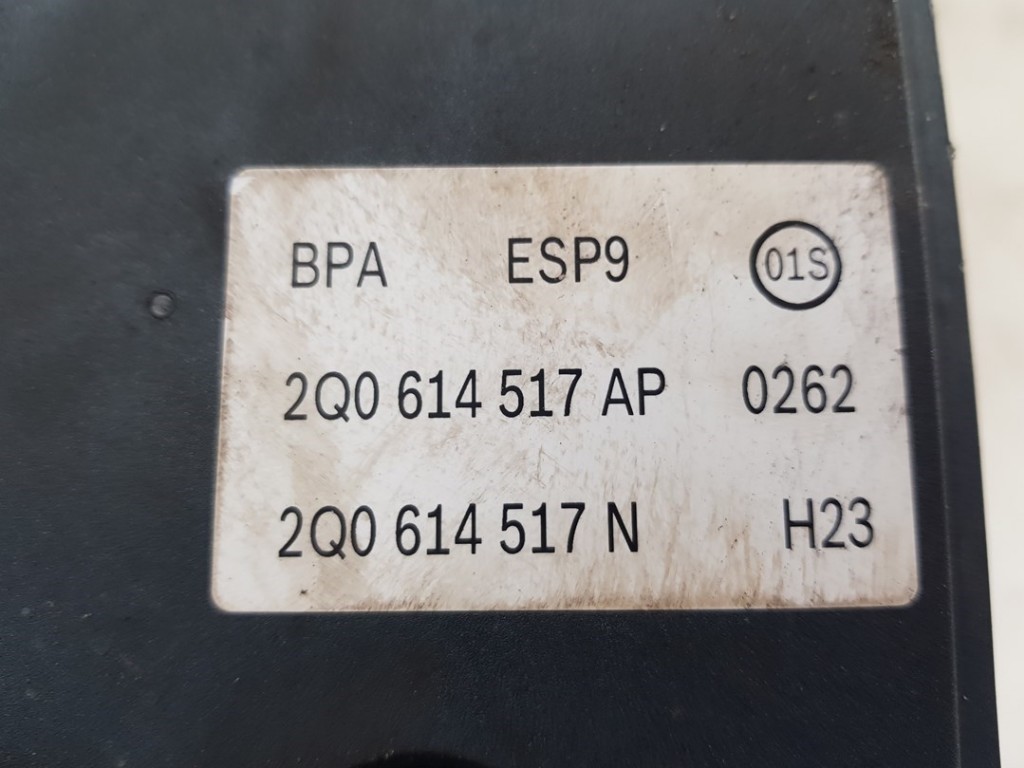 BPA ESP9 01S
2Q0 614 517 AP 0262
2Q0 614 517 N H23